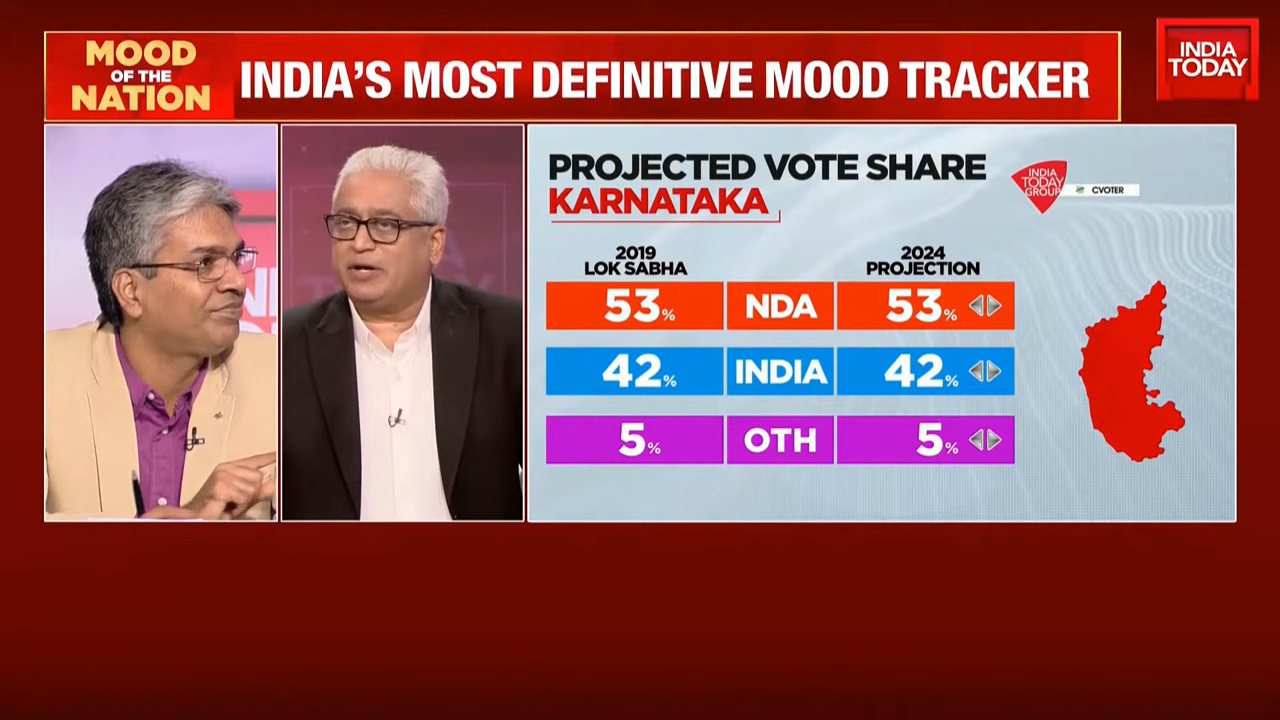 MOOD
OF THE
NATION
INDIA'S MOST DEFINITIVE MOOD TRACKER
INDIA
TODAY
PROJECTED VOTE SHARE
KARNATAKA
INDIA
TODAY
GROUP
CVOTER
2019
LOK SABHA
2024
PROJECTION
53% NDA 53%
42% INDIA 42%
5% OTH 5%